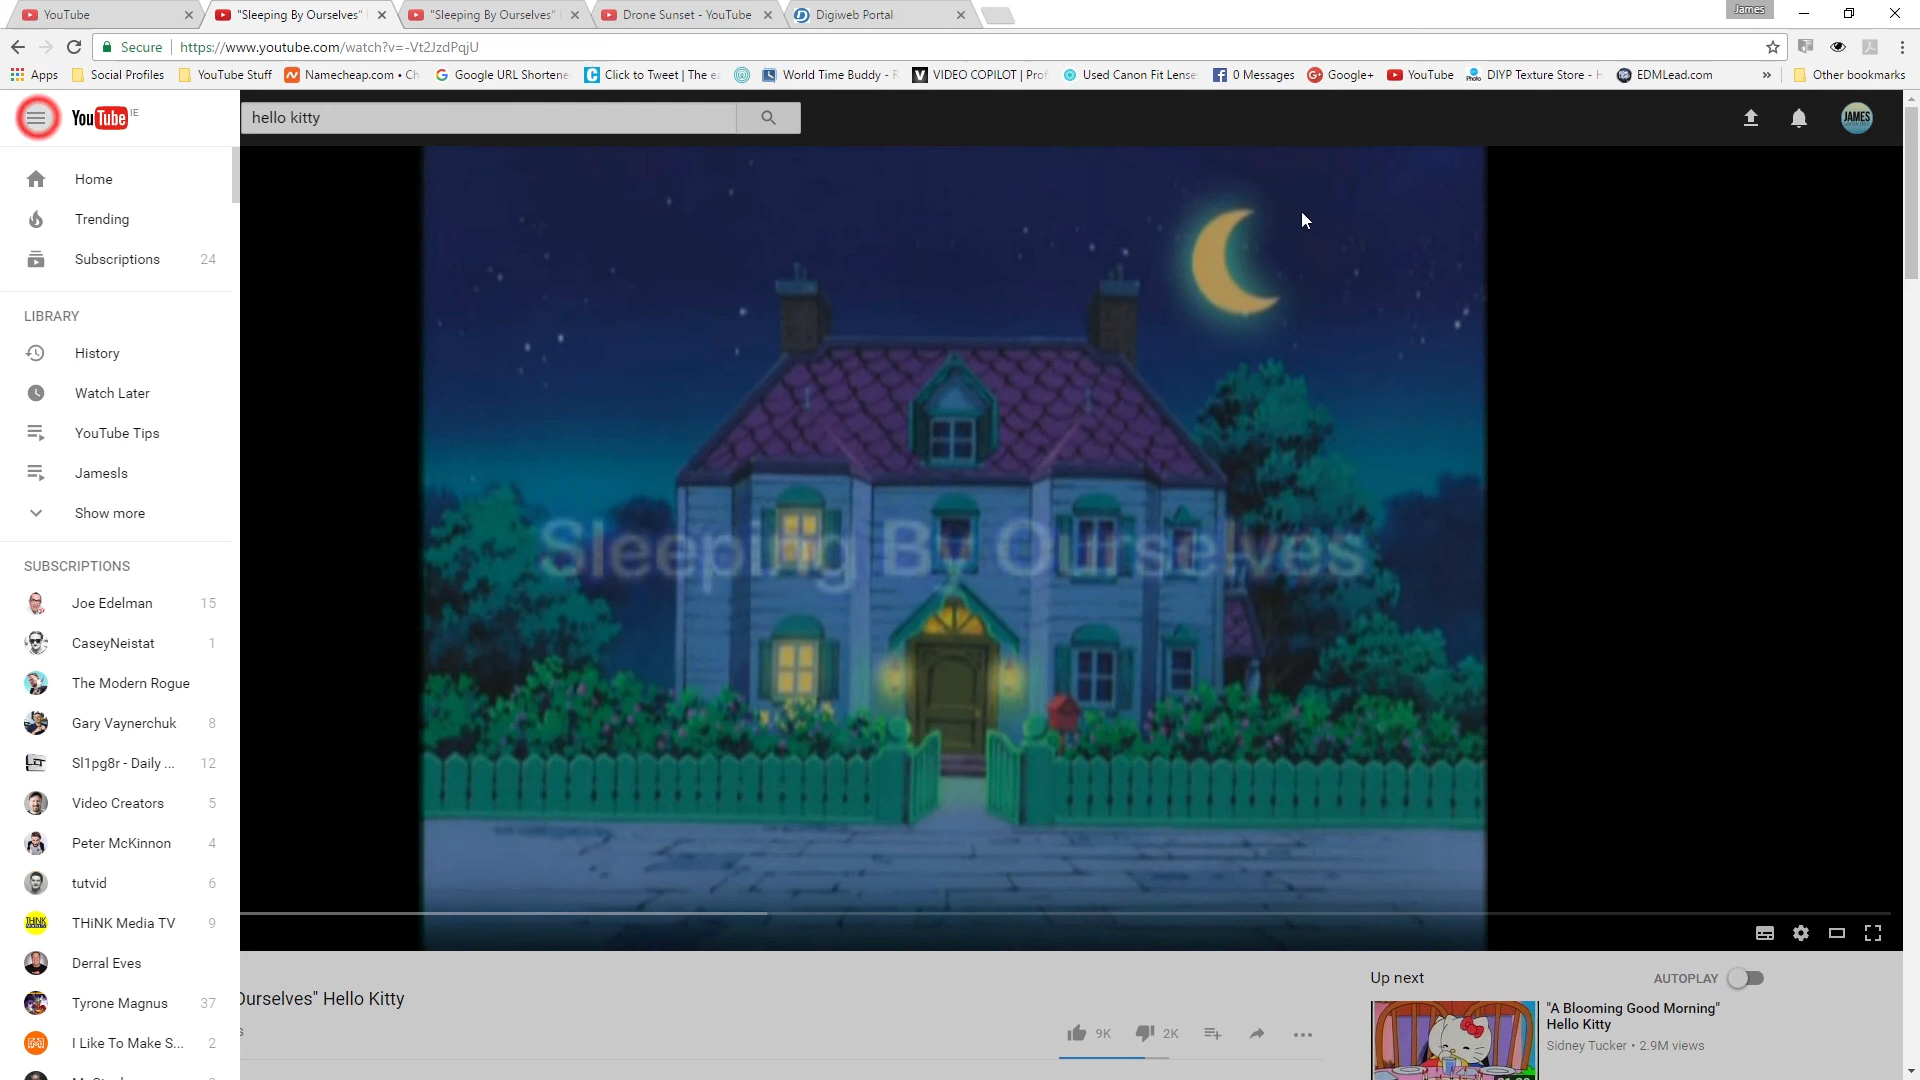 YouTube
"Sleeping By Ourselves"
"Sleeping By Ourselves"
Drone Sunset - YouTube
Digiweb Portal
James
Secure
https://www.youtube.com/watch?v=-Vt2JzdPqjU
Apps
Social Profiles
YouTube Stuff
Namecheap.com • Ch
Google URL Shortene
Click to Tweet | The ea
World Time Buddy - F
VIDEO COPILOT | Prof
Used Canon Fit Lense
0 Messages
Google+
YouTube
DIYP Texture Store - H
EDMLead.com
»
Other bookmarks
YouTube IE
hello kitty
JAMES
Home
Trending
Subscriptions 24
LIBRARY
History
Watch Later
YouTube Tips
Jamesls
Show more
SUBSCRIPTIONS
Joe Edelman 15
CaseyNeistat 1
The Modern Rogue
Gary Vaynerchuk 8
Sl1pg8r - Daily ... 12
Video Creators 5
Peter McKinnon 4
tutvid 6
THiNK Media TV 9
Derral Eves
Tyrone Magnus 37
I Like To Make S... 2
Sleeping By Ourselves
Ourselves" Hello Kitty
s
9K
2K
Up next
AUTOPLAY
"A Blooming Good Morning"
Hello Kitty
Sidney Tucker • 2.9M views